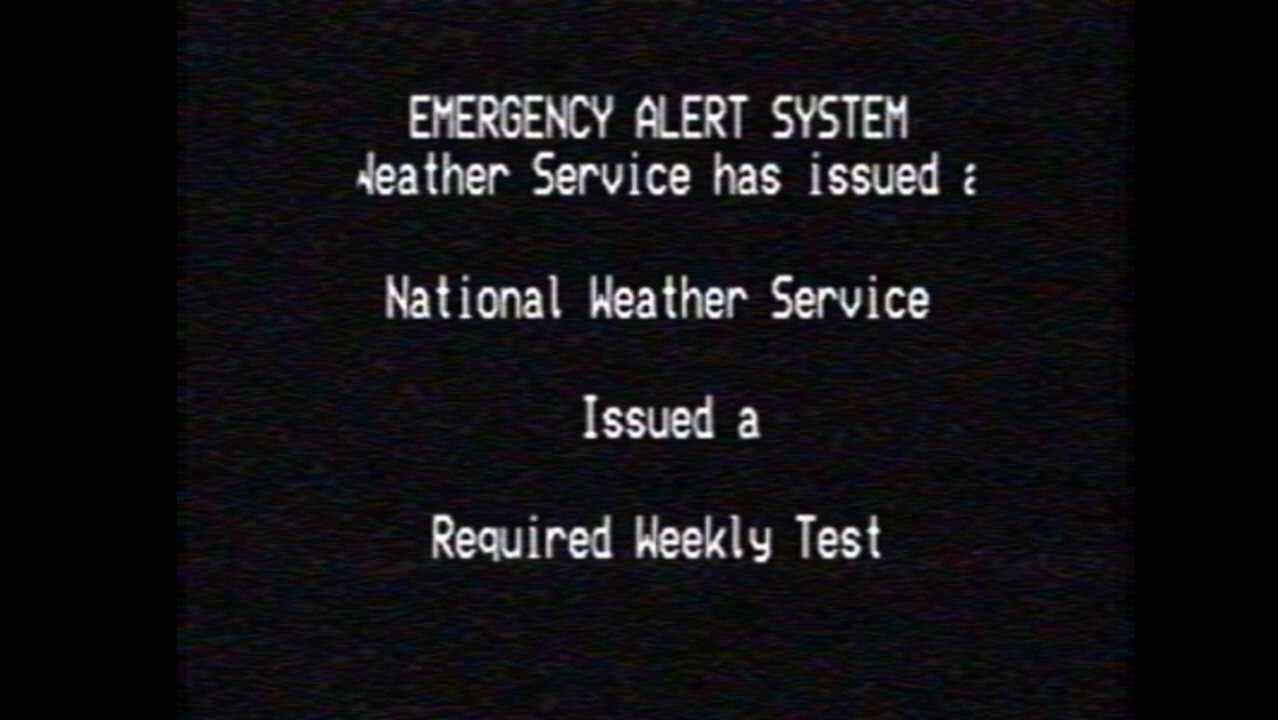 EMERGENCY ALERT SYSTEM
Weather Service has issued a
National Weather Service
Issued a
Required Weekly Test